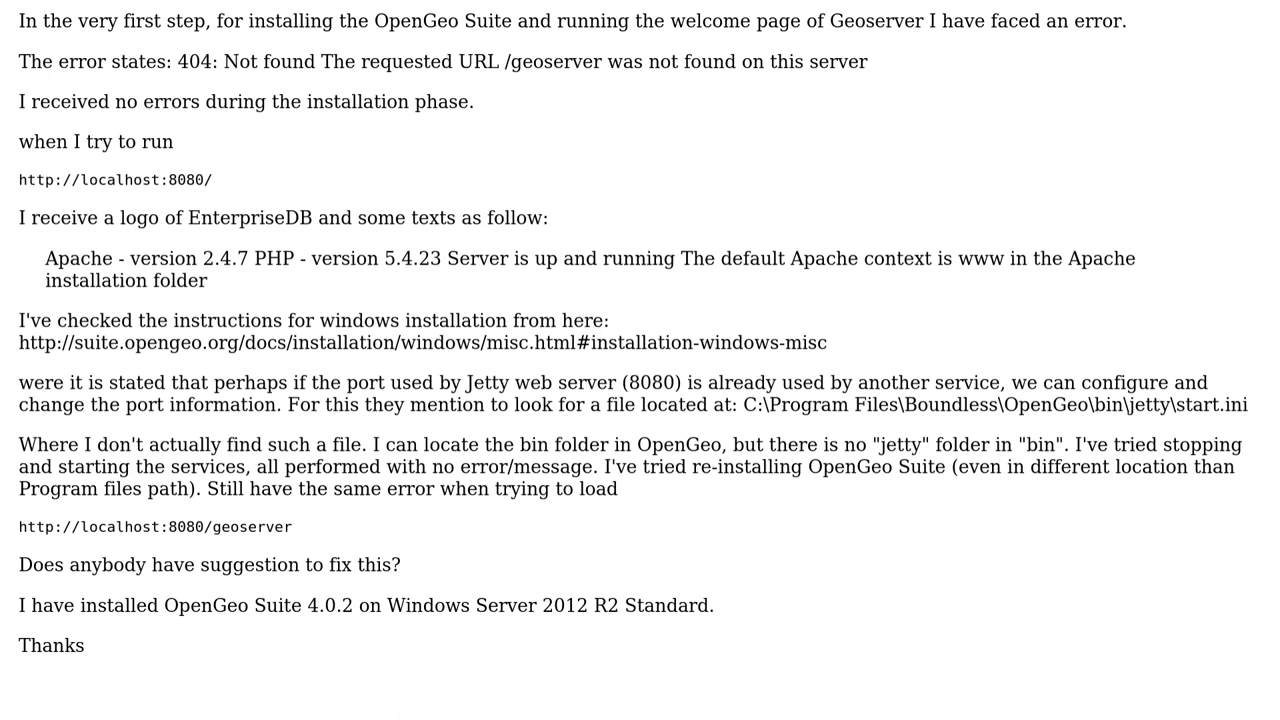 In the very first step, for installing the OpenGeo Suite and running the welcome page of Geoserver I have faced an error.
The error states: 404: Not found The requested URL /geoserver was not found on this server
I received no errors during the installation phase.
when I try to run
http://localhost:8080/
I receive a logo of EnterpriseDB and some texts as follow:
Apache - version 2.4.7 PHP - version 5.4.23 Server is up and running The default Apache context is www in the Apache
installation folder
I've checked the instructions for windows installation from here:
http://suite.opengeo.org/docs/installation/windows/misc.html#installation-windows-misc
were it is stated that perhaps if the port used by Jetty web server (8080) is already used by another service, we can configure and
change the port information. For this they mention to look for a file located at: C:\Program Files\Boundless\OpenGeo\bin\jetty\start.ini
Where I don't actually find such a file. I can locate the bin folder in OpenGeo, but there is no "jetty" folder in "bin". I've tried stopping
and starting the services, all performed with no error/message. I've tried re-installing OpenGeo Suite (even in different location than
Program files path). Still have the same error when trying to load
http://localhost:8080/geoserver
Does anybody have suggestion to fix this?
I have installed OpenGeo Suite 4.0.2 on Windows Server 2012 R2 Standard.
Thanks